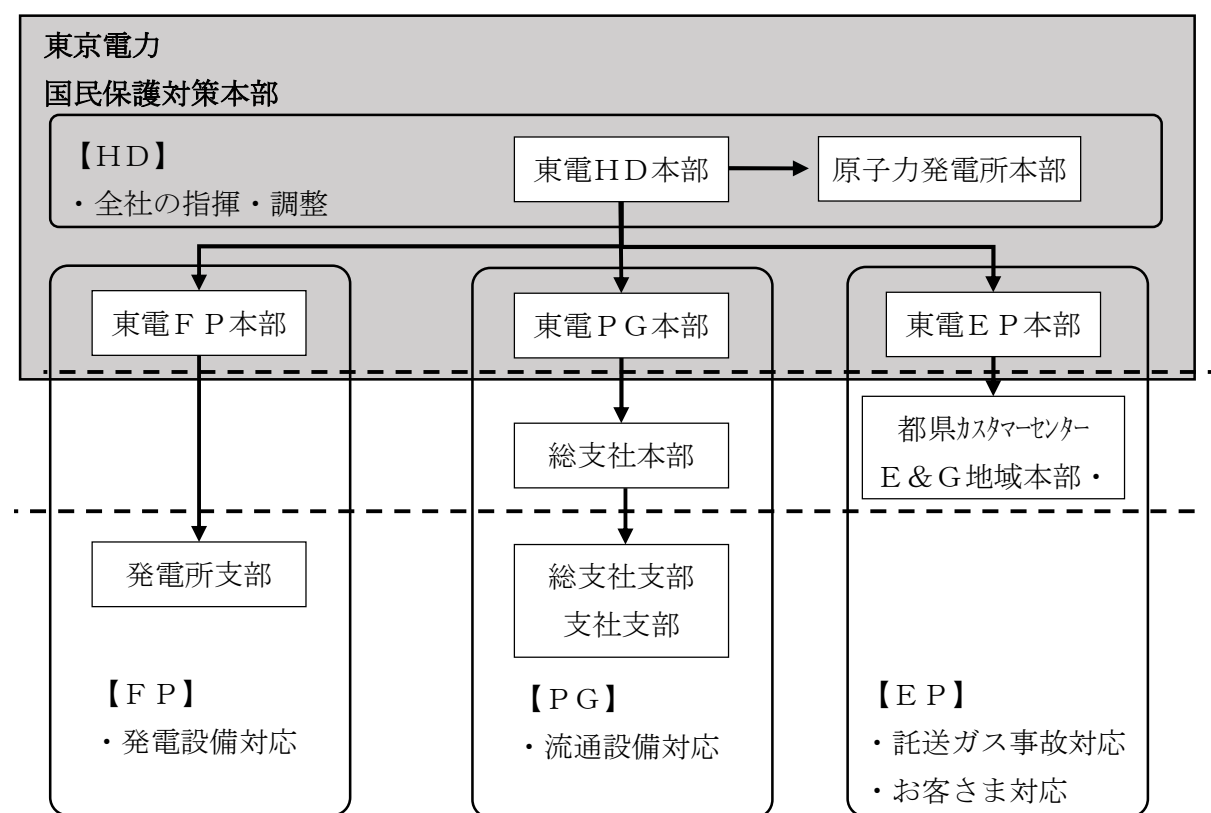 東京電力
国民保護対策本部
【ＨＤ】
・全社の指揮・調整
東電ＨＤ本部
原子力発電所本部
東電ＦＰ本部
東電ＰＧ本部
東電ＥＰ本部
総支社本部
都県ｶｽﾀﾏｰｾﾝﾀｰ
Ｅ＆Ｇ地域本部・
発電所支部
総支社支部
支社支部
【ＦＰ】
・発電設備対応
【ＰＧ】
・流通設備対応
【ＥＰ】
・託送ガス事故対応
・お客さま対応